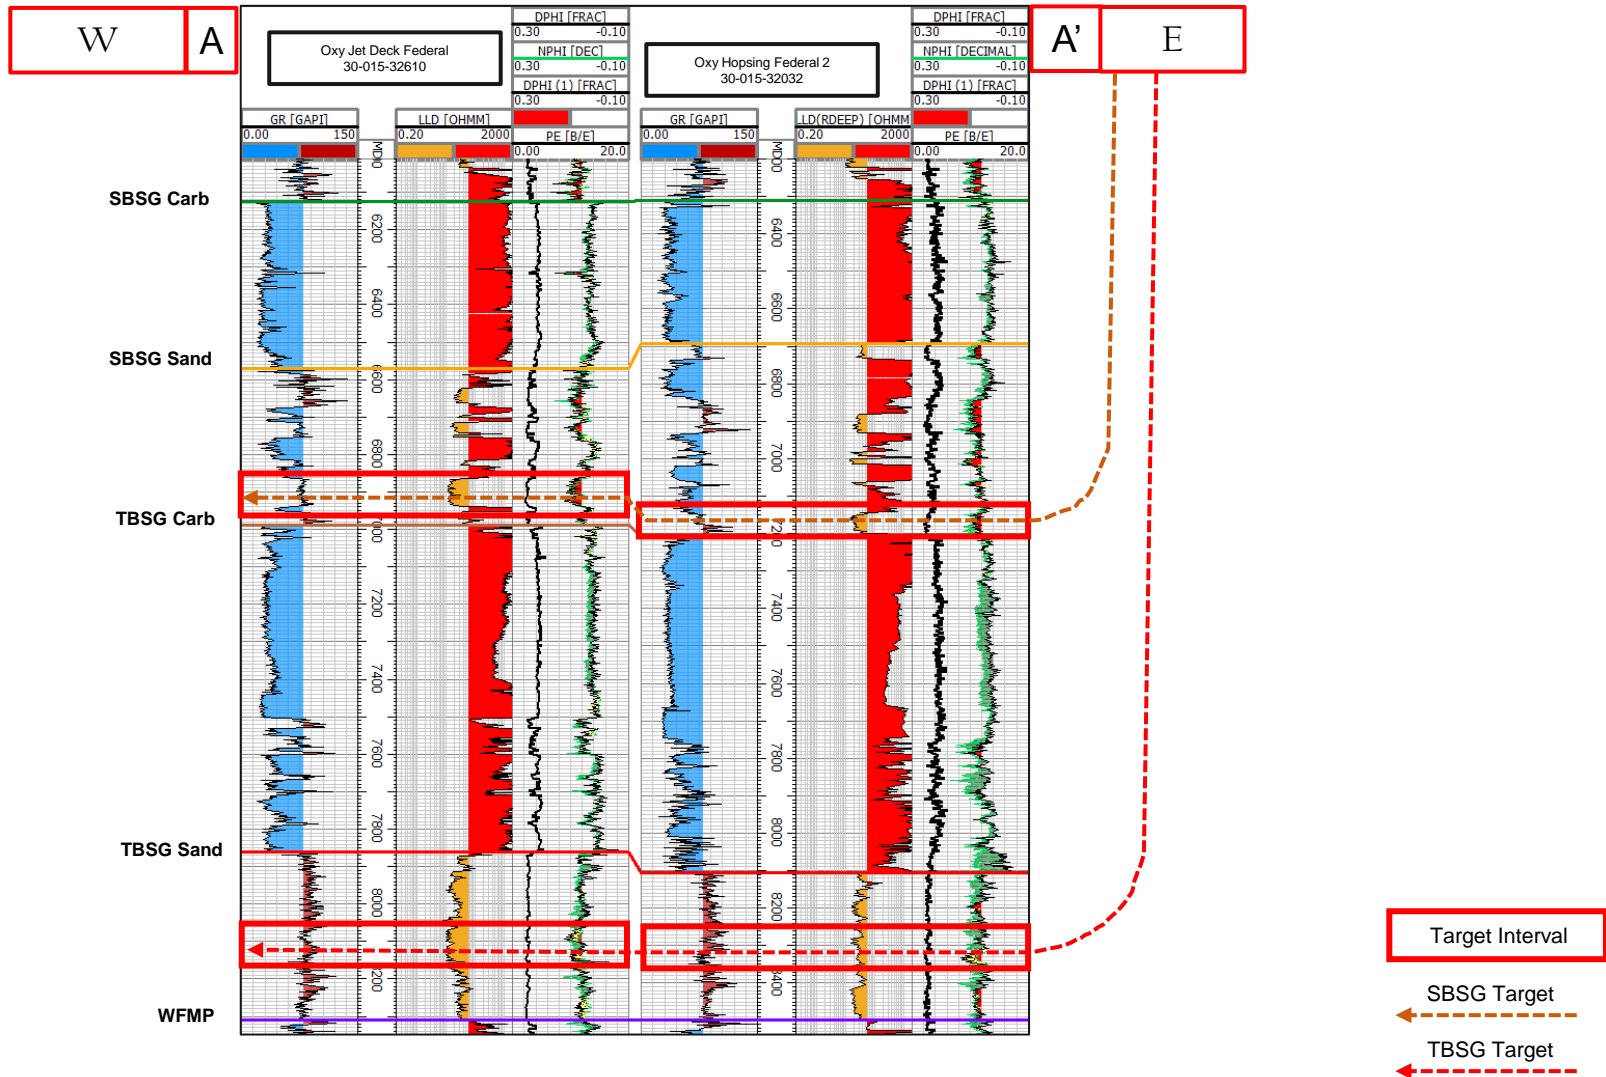 W
A
A'
E
Oxy Jet Deck Federal
30-015-32610
Oxy Hopsing Federal 2
30-015-32032
DPHI [FRAC]
0.30 -0.10
NPHI [DEC]
0.30 -0.10
DPHI (1) [FRAC]
0.30 -0.10
DPHI [FRAC]
0.30 -0.10
NPHI [DECIMAL]
0.30 -0.10
DPHI (1) [FRAC]
0.30 -0.10
GR [GAPI]
0.00 150
MD
LLD [OHMM]
0.20 2000
PE [B/E]
0.00 20.0
GR [GAPI]
0.00 150
MD
LLD(RDEEP) [OHMM
0.20 2000
PE [B/E]
0.00 20.0
SBSG Carb
SBSG Sand
TBSG Carb
TBSG Sand
WFMP
6200
6400
6600
6800
7000
7200
7400
7600
7800
8000
8200
6400
6600
6800
7000
7200
7400
7600
7800
8000
8200
8400
Target Interval
SBSG Target
TBSG Target